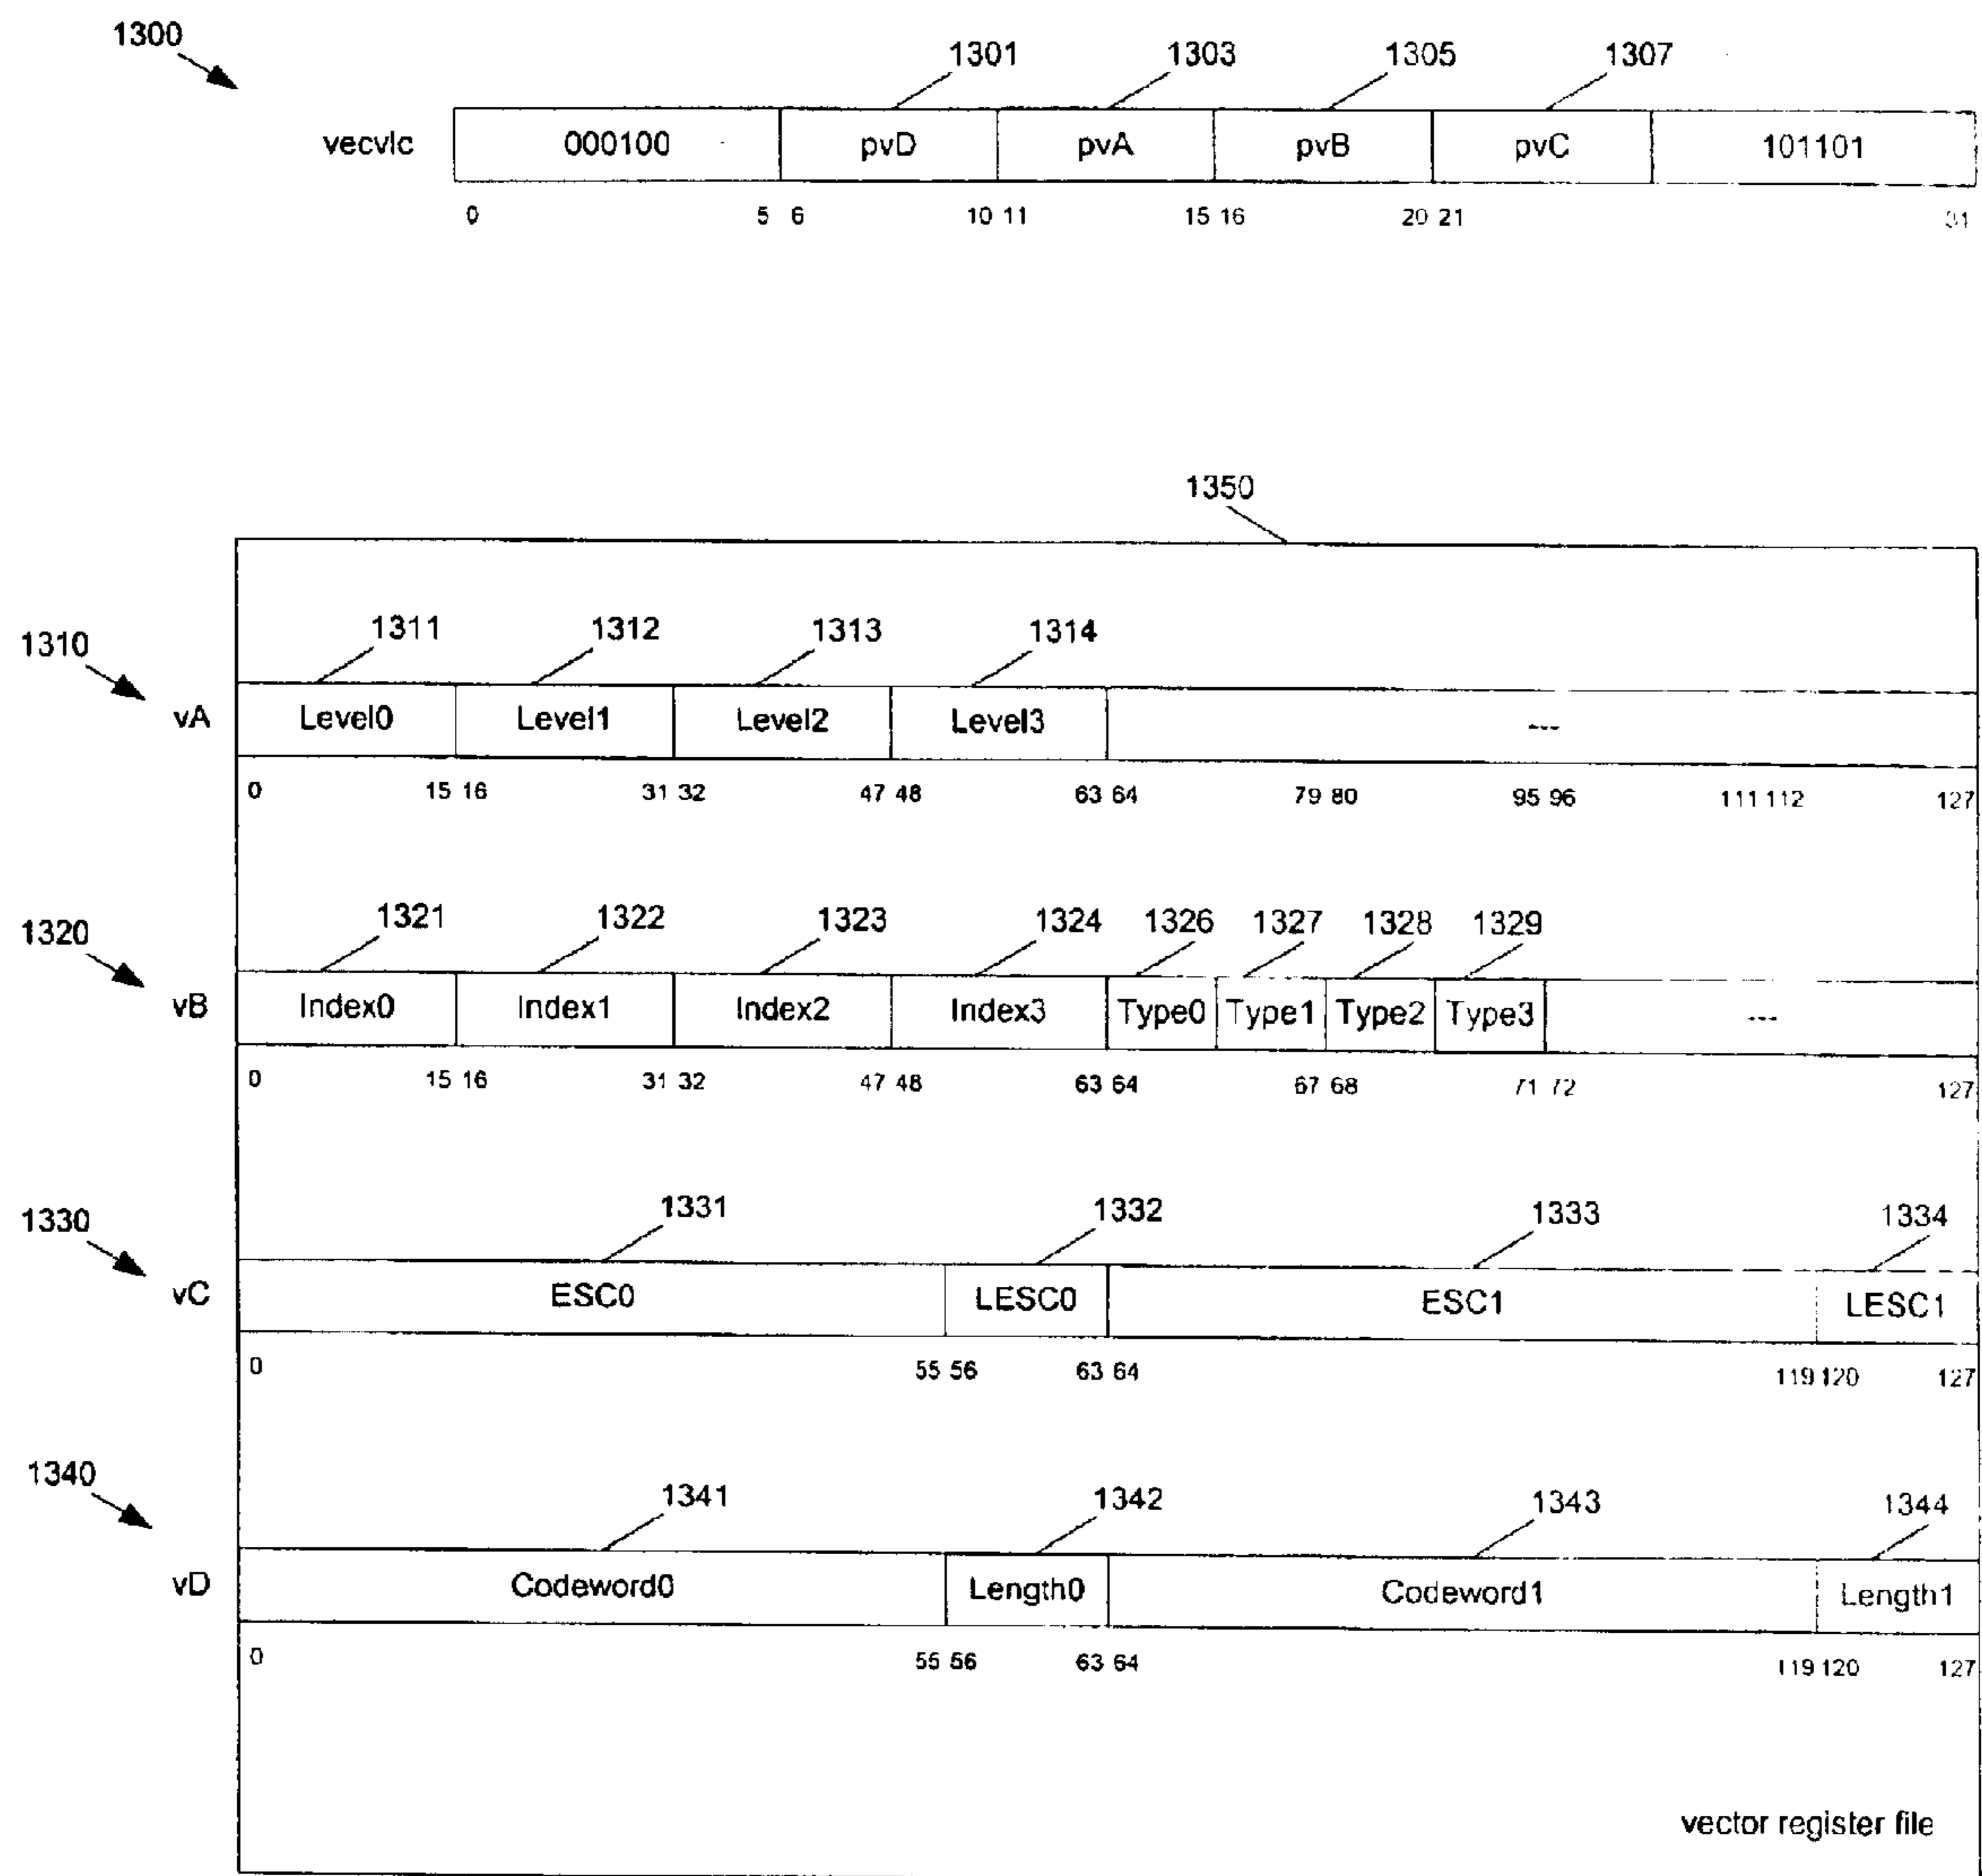 1300
1301 1303 1305 1307
vecvlc 000100 pvD pvA pvB pvC 101101
0 5 6 10 11 15 16 20 21 31
1350
1310
1311 1312 1313 1314
vA Level0 Level1 Level2 Level3 ---
0 15 16 31 32 47 48 63 64 79 80 95 96 111 112 127
1320
1321 1322 1323 1324 1326 1327 1328 1329
vB Index0 Index1 Index2 Index3 Type0 Type1 Type2 Type3 ---
0 15 16 31 32 47 48 63 64 67 68 71 72 127
1330
1331 1332 1333 1334
vC ESC0 LESC0 ESC1 LESC1
0 55 56 63 64 119 120 127
1340
1341 1342 1343 1344
vD Codeword0 Length0 Codeword1 Length1
0 55 56 63 64 119 120 127
vector register file